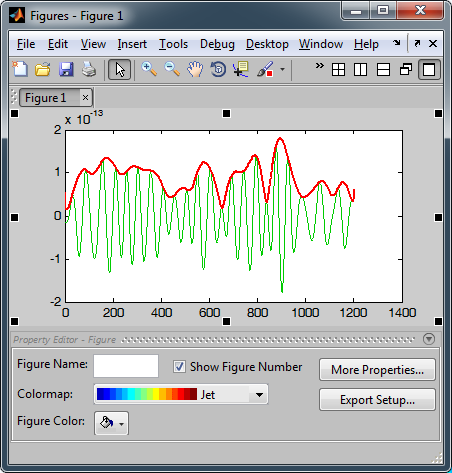 Figures - Figure 1
File Edit View Insert Tools Debug Desktop Window Help
Figure 1
x 10^-13
2
1
0
-1
-2
0 200 400 600 800 1000 1200 1400
Property Editor - Figure
Figure Name: Show Figure Number More Properties...
Colormap: Jet Export Setup...
Figure Color: